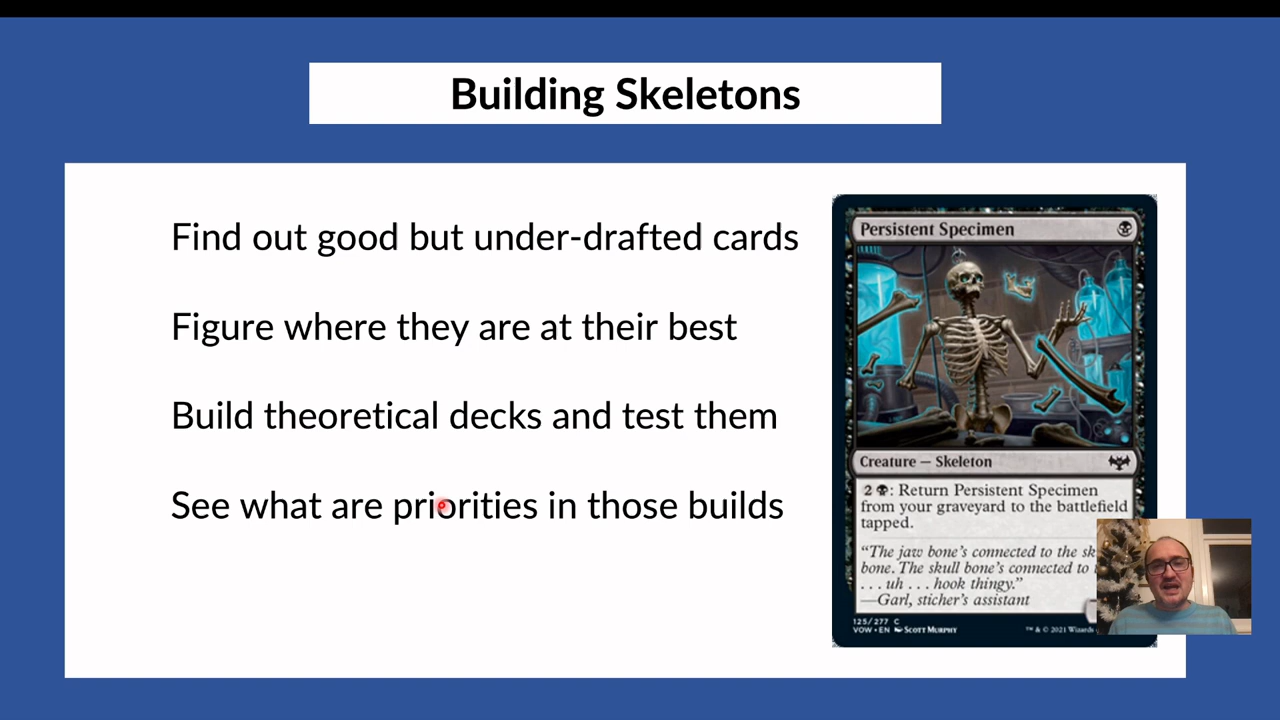 Building Skeletons
Find out good but under-drafted cards
Figure where they are at their best
Build theoretical decks and test them
See what are priorities in those builds
Persistent Specimen
Creature — Skeleton
2 : Return Persistent Specimen
from your graveyard to the battlefield
tapped.
“The jaw bone’s connected to the
bone. The skull bone’s connected to
. . . uh . . . hook thingy.”
—Garl, sticher’s assistant
125/277 C
VOW • EN Scott Murphy
™ & © 2021 Wizards